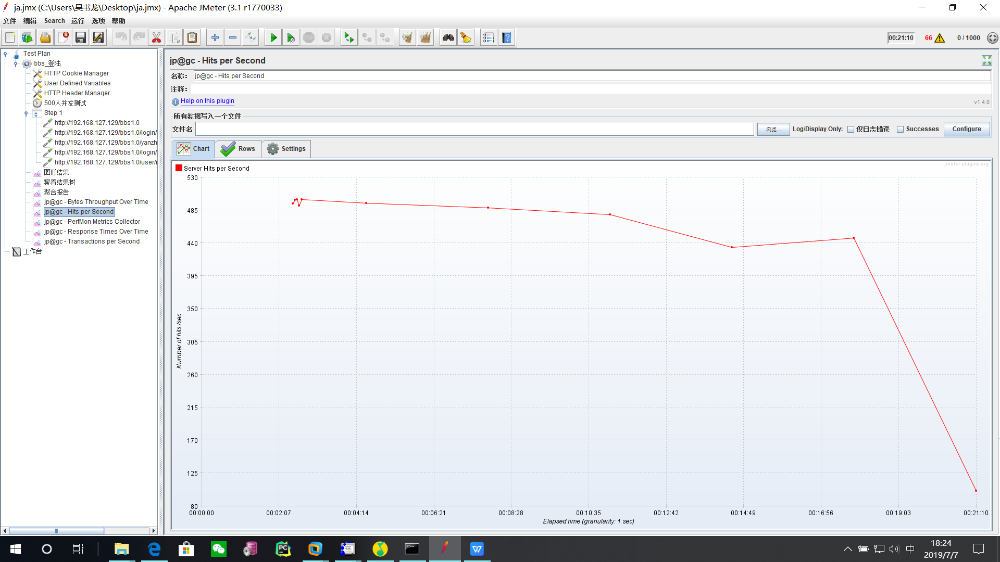 ja.jmx (C:\Users\吴书龙\Desktop\ja.jmx) - Apache JMeter (3.1 r1770033)
文件 编辑 Search 运行 选项 帮助
00:21:10 66 0 / 1000
Test Plan
bbs_登陆
HTTP Cookie Manager
User Defined Variables
HTTP Header Manager
500人并发测试
Step 1
http://192.168.127.129/bbs1.0
http://192.168.127.129/bbs1.0/login/
http://192.168.127.129/bbs1.0/yanzh
http://192.168.127.129/bbs1.0/login/
http://192.168.127.129/bbs1.0/user/i
图形结果
察看结果树
聚合报告
jp@gc - Bytes Throughput Over Time
jp@gc - Hits per Second
jp@gc - PerfMon Metrics Collector
jp@gc - Response Times Over Time
jp@gc - Transactions per Second
工作台
jp@gc - Hits per Second
名称： jp@gc - Hits per Second
注释：
Help on this plugin v1.4.0
所有数据写入一个文件
文件名 浏览... Log/Display Only: 仅日志错误 Successes Configure
Chart Rows Settings
Server Hits per Second jmeter-plugins.org
530
485
440
395
350
305
260
215
170
125
80
Number of hits /sec
00:00:00 00:02:07 00:04:14 00:06:21 00:08:28 00:10:35 00:12:42 00:14:49 00:16:56 00:19:03 00:21:10
Elapsed time (granularity: 1 sec)
PC
W
中
18:24
2019/7/7